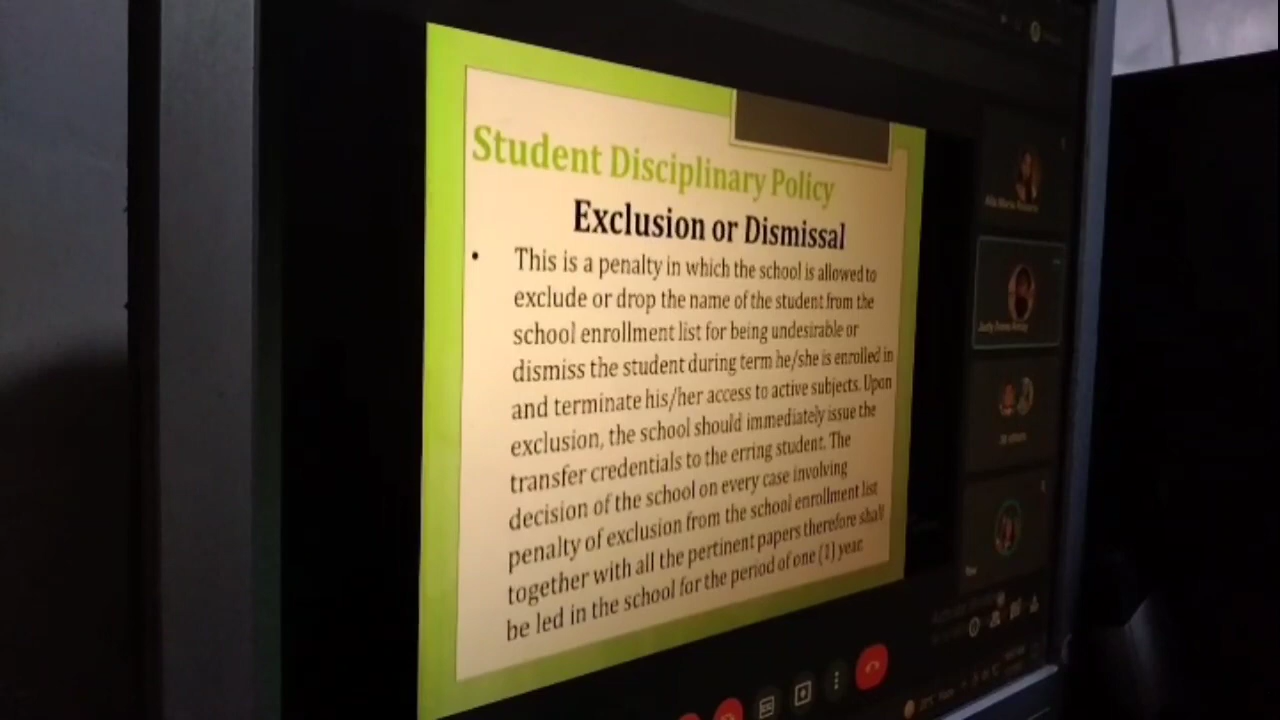 Student Disciplinary Policy
Exclusion or Dismissal
• This is a penalty in which the school is allowed to
exclude or drop the name of the student from the
school enrollment list for being undesirable or
dismiss the student during term he/she is enrolled in
and terminate his/her access to active subjects. Upon
exclusion, the school should immediately issue the
transfer credentials to the erring student. The
decision of the school on every case involving
penalty of exclusion from the school enrollment list
together with all the pertinent papers therefore shall
be led in the school for the period of one (1) year.